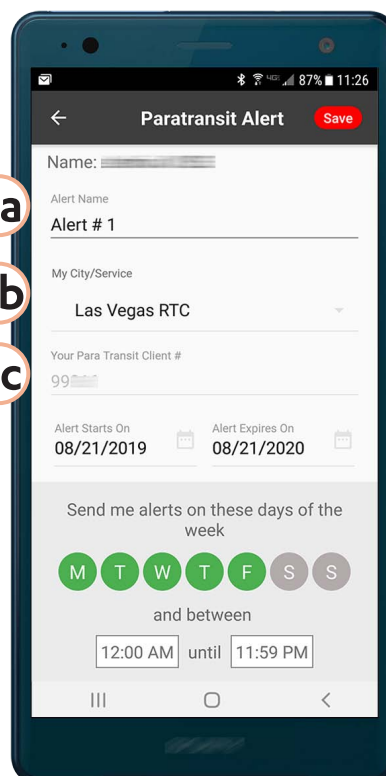 87% 11:26
Paratransit Alert Save
Name:
a
Alert Name
Alert # 1
b
My City/Service
Las Vegas RTC
c
Your Para Transit Client #
99
Alert Starts On Alert Expires On
08/21/2019 08/21/2020
Send me alerts on these days of the
week
M T W T F S S
and between
12:00 AM until 11:59 PM